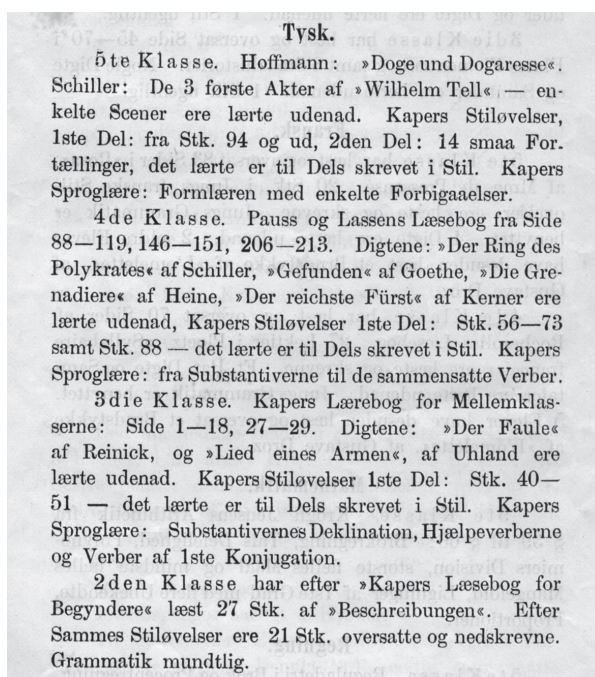 Tysk.
5te Klasse. Hoffmann: »Doge und Dogaresse«.
Schiller: De 3 første Akter af »Wilhelm Tell« — en-
kelte Scener ere lærte udenad. Kapers Stiløvelser,
1ste Del: fra Stk. 94 og ud, 2den Del: 14 smaa For-
tællinger, det lærte er til Dels skrevet i Stil. Kapers
Sproglære: Formlæren med enkelte Forbigaaelser.
4de Klasse. Pauss og Lassens Læsebog fra Side
88—119, 146—151, 206—213. Digtene: »Der Ring des
Polykrates« af Schiller, »Gefunden« af Goethe, »Die Gre-
nadiere« af Heine, »Der reichste Fürst« af Kerner ere
lærte udenad, Kapers Stiløvelser 1ste Del: Stk. 56—73
samt Stk. 88 — det lærte er til Dels skrevet i Stil. Kapers
Sproglære: fra Substantiverne til de sammensatte Verber.
3die Klasse. Kapers Lærebog for Mellemklas-
serne: Side 1—18, 27—29. Digtene: »Der Faule«
af Reinick, og »Lied eines Armen«, af Uhland ere
lærte udenad. Kapers Stiløvelser 1ste Del: Stk. 40—
51 — det lærte er til Dels skrevet i Stil. Kapers
Sproglære: Substantivernes Deklination, Hjælpeverberne
og Verber af 1ste Konjugation.
2den Klasse har efter »Kapers Læsebog for
Begyndere« læst 27 Stk. af »Beschreibungen«. Efter
Sammes Stiløvelser ere 21 Stk. oversatte og nedskrevne.
Grammatik mundtlig.